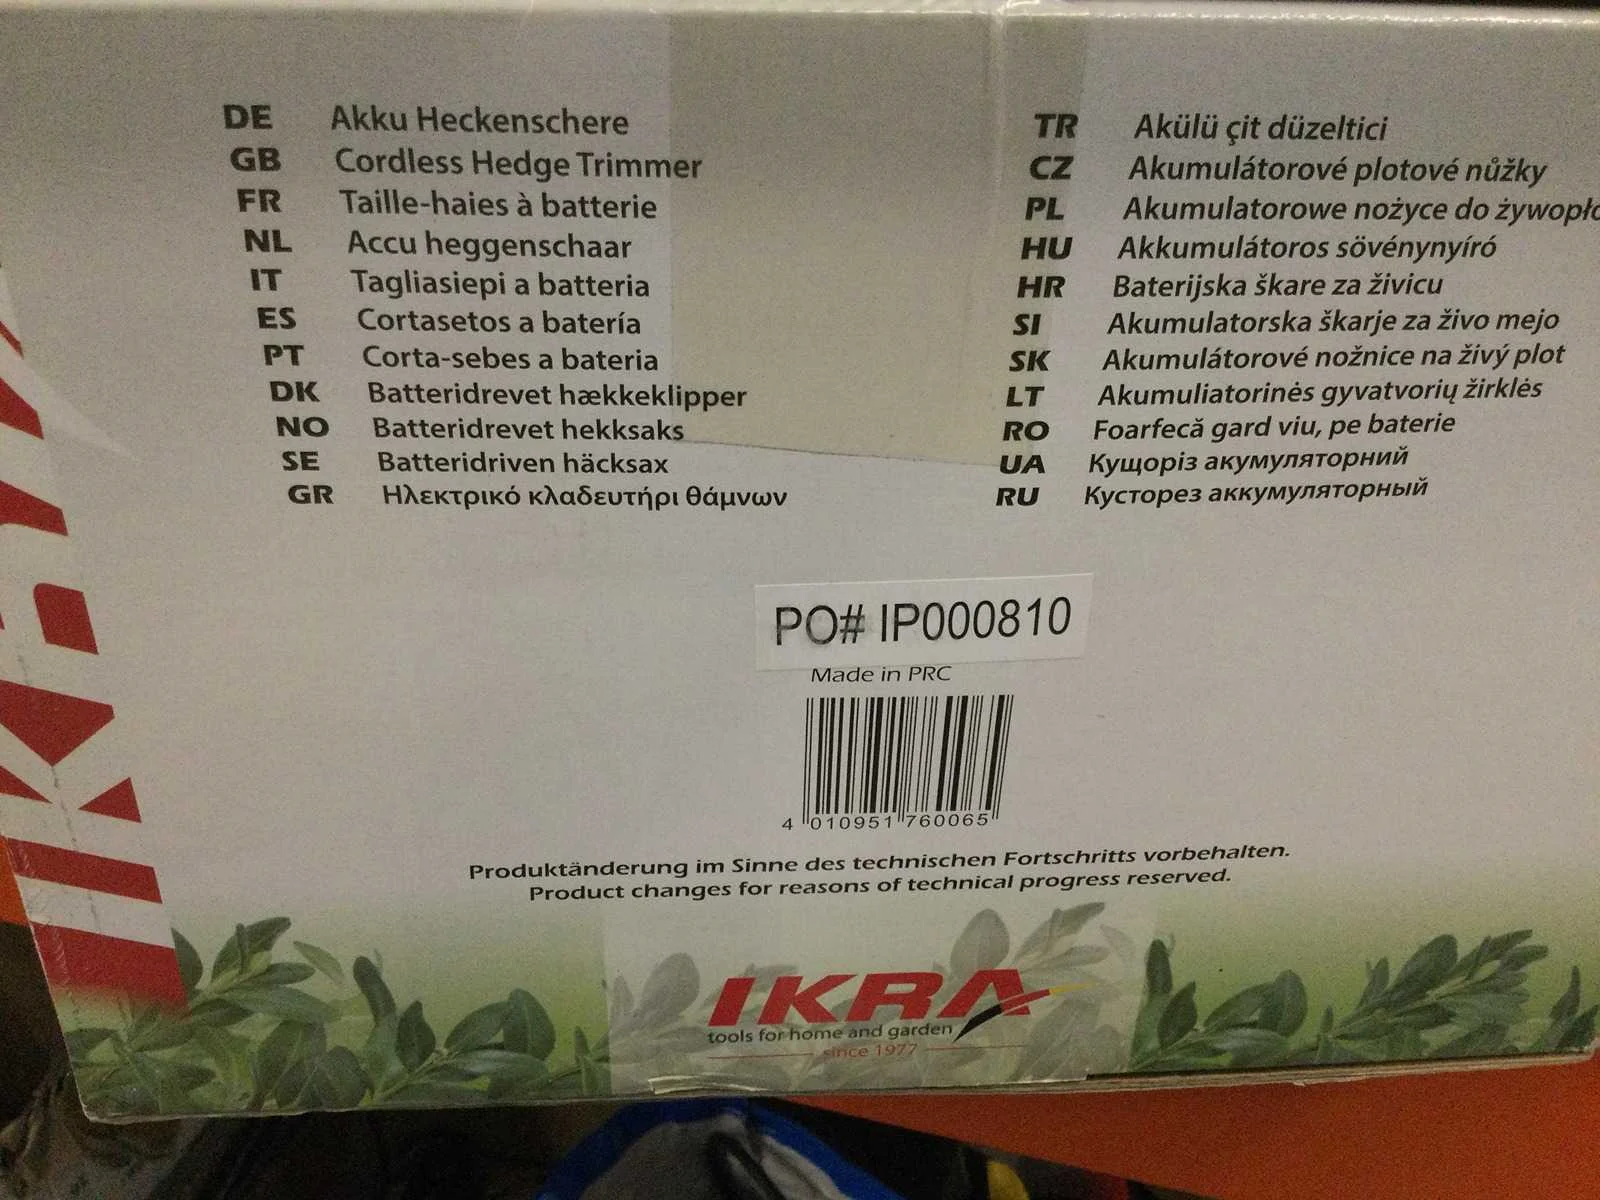 DE Akku Heckenschere
GB Cordless Hedge Trimmer
FR Taille-haies à batterie
NL Accu heggenschaar
IT Tagliasiepi a batteria
ES Cortasetos a batería
PT Corta-sebes a bateria
DK Batteridrevet hækkeklipper
NO Batteridrevet hekksaks
SE Batteridriven häcksax
GR Ηλεκτρικό κλαδευτήρι θάμνων
TR Akülü çit düzeltici
CZ Akumulátorové plotové nůžky
PL Akumulatorowe nożyce do
HU Akkumulátoros sövénynyíró
HR Baterijska škare za živicu
SI Akumulatorska škarje za živo mejo
SK Akumulátorové nožnice na živý plot
LT Akumuliatorinės gyvatvorių žirklės
RO Foarfecă gard viu, pe baterie
UA Кущоріз акумуляторний
RU Кусторез аккумуляторный
PO# IP000810
Made in PRC
4 010951 760065
Produktänderung im Sinne des technischen Fortschritts vorbehalten.
Product changes for reasons of technical progress reserved.
IKRA
tools for home and garden
since 1977